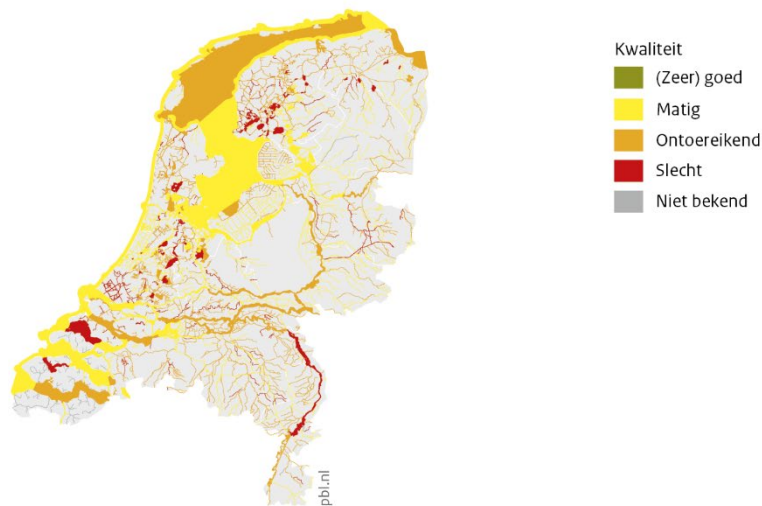 Kwaliteit
(Zeer) goed
Matig
Ontoereikend
Slecht
Niet bekend
pbl.nl